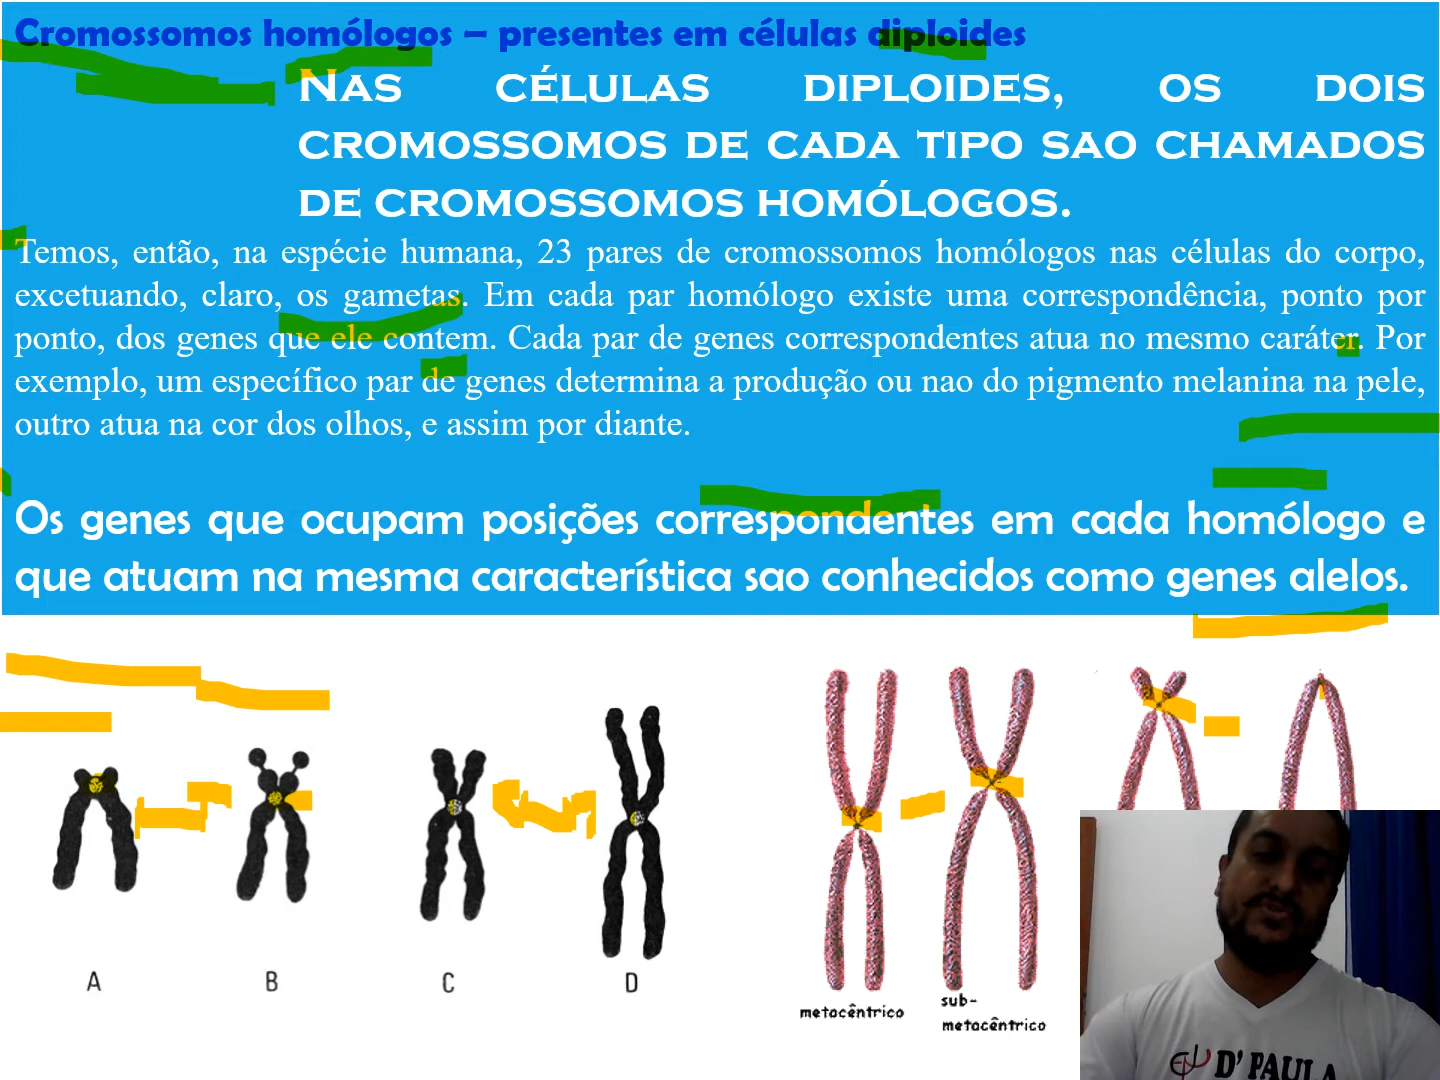 Cromossomos homólogos – presentes em células diploides
NAS CÉLULAS DIPLOIDES, OS DOIS
CROMOSSOMOS DE CADA TIPO SAO CHAMADOS
DE CROMOSSOMOS HOMÓLOGOS.
Temos, então, na espécie humana, 23 pares de cromossomos homólogos nas células do corpo,
excetuando, claro, os gametas. Em cada par homólogo existe uma correspondência, ponto por
ponto, dos genes que ele contem. Cada par de genes correspondentes atua no mesmo caráter. Por
exemplo, um específico par de genes determina a produção ou nao do pigmento melanina na pele,
outro atua na cor dos olhos, e assim por diante.
Os genes que ocupam posições correspondentes em cada homólogo e
que atuam na mesma característica sao conhecidos como genes alelos.
A B C D
metacêntrico
sub-
metacêntrico
D' PAULA